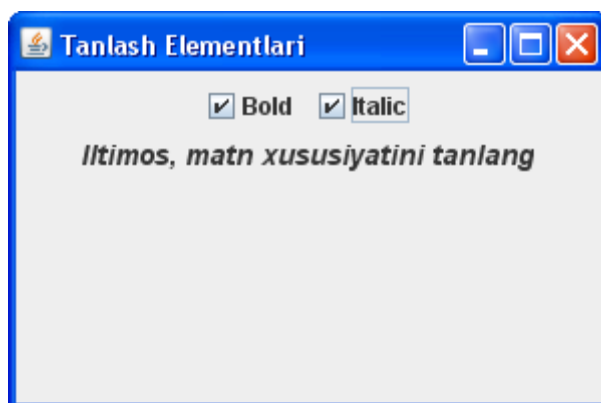 Tanlash Elementlari
Bold Italic
Iltimos, matn xususiyatini tanlang